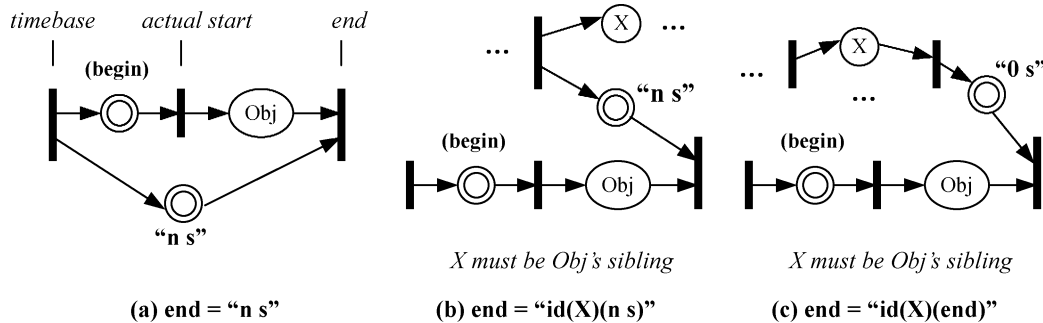 timebase actual start end
(begin)
Obj
“n s”
(a) end = “n s”
X
...
...
“n s”
(begin)
Obj
X must be Obj’s sibling
(b) end = “id(X)(n s)”
X
“0 s”
...
...
(begin)
Obj
X must be Obj’s sibling
(c) end = “id(X)(end)”